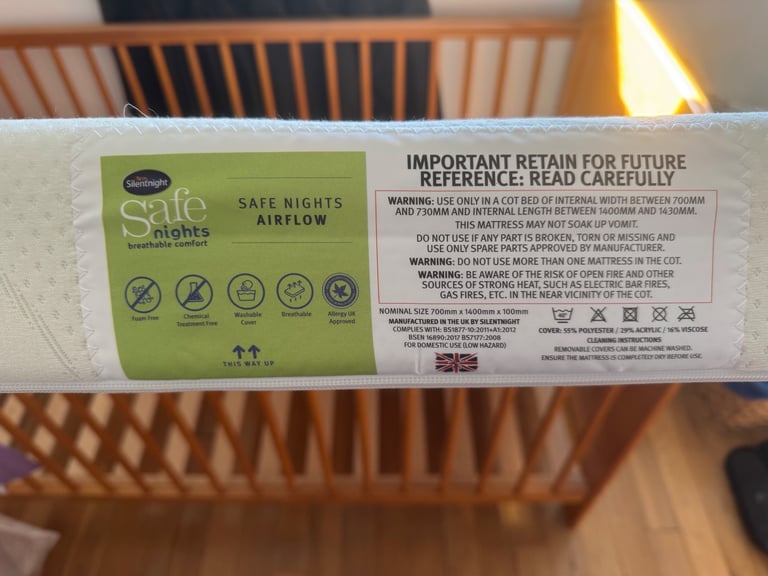 Silentnight
Safe
nights
breathable comfort
SAFE NIGHTS
AIRFLOW
Foam Free
Chemical
Treatment Free
Washable
Cover
Breathable
Allergy UK
Approved
THIS WAY UP
IMPORTANT RETAIN FOR FUTURE
REFERENCE: READ CAREFULLY
WARNING: USE ONLY IN A COT BED OF INTERNAL WIDTH BETWEEN 700MM
AND 730MM AND INTERNAL LENGTH BETWEEN 1400MM AND 1430MM.
THIS MATTRESS MAY NOT SOAK UP VOMIT.
DO NOT USE IF ANY PART IS BROKEN, TORN OR MISSING AND
USE ONLY SPARE PARTS APPROVED BY MANUFACTURER.
WARNING: DO NOT USE MORE THAN ONE MATTRESS IN THE COT.
WARNING: BE AWARE OF THE RISK OF OPEN FIRE AND OTHER
SOURCES OF STRONG HEAT, SUCH AS ELECTRIC BAR FIRES,
GAS FIRES, ETC. IN THE NEAR VICINITY OF THE COT.
NOMINAL SIZE 700mm x 1400mm x 100mm
MANUFACTURED IN THE UK BY SILENTNIGHT
COMPLIES WITH: BS1877-10:2011+A1:2012
BSEN 16890:2017 BS7177:2008
FOR DOMESTIC USE (LOW HAZARD)
COVER: 55% POLYESTER / 29% ACRYLIC / 16% VISCOSE
CLEANING INSTRUCTIONS
REMOVABLE COVERS CAN BE MACHINE WASHED.
ENSURE THE MATTRESS IS COMPLETELY DRY BEFORE USE.